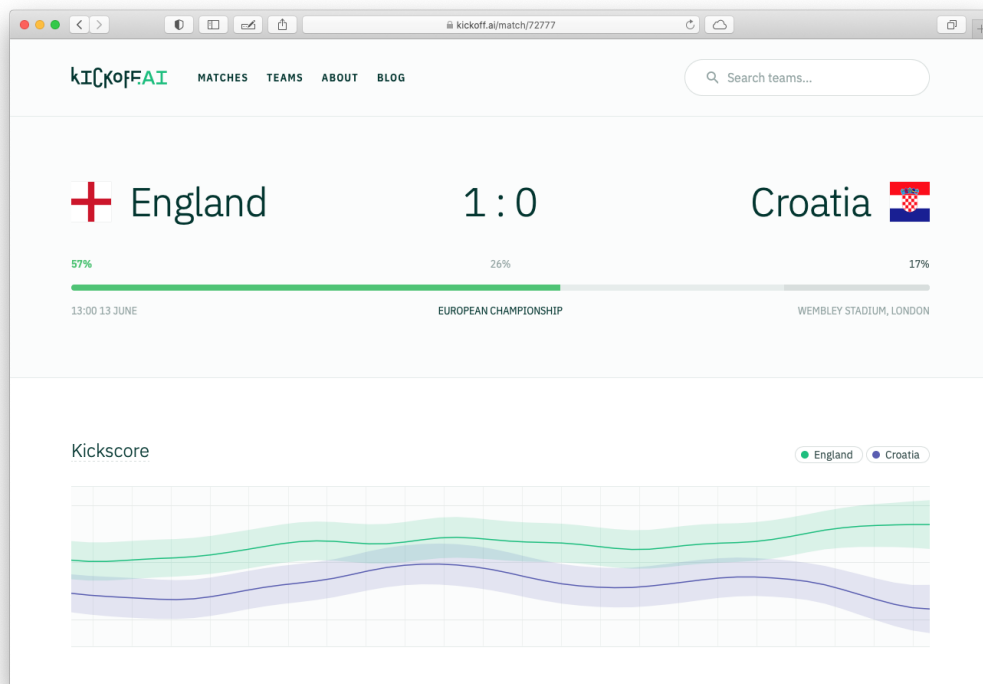 kickoff.ai/match/72777
KICKOFF.AI
MATCHES TEAMS ABOUT BLOG
Search teams...
England 1 : 0 Croatia
57% 26% 17%
13:00 13 JUNE EUROPEAN CHAMPIONSHIP WEMBLEY STADIUM, LONDON
Kickscore
England Croatia